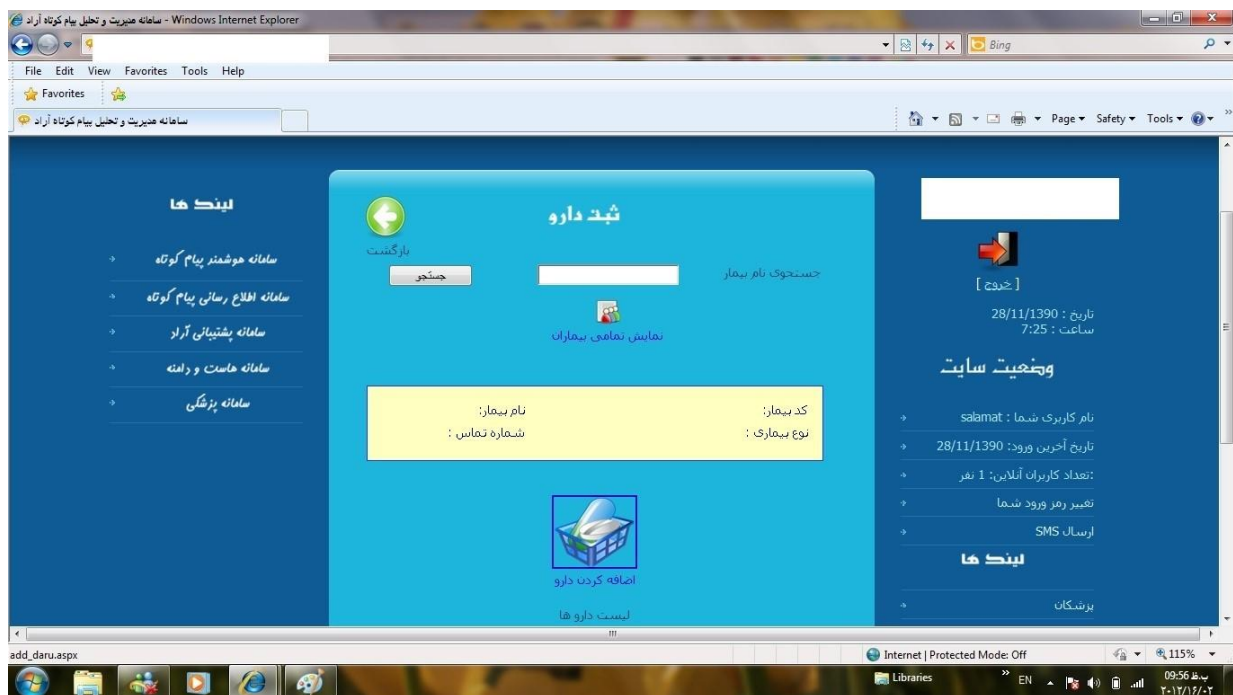 سامانه مدیریت و تحلیل پیام کوتاه آراد - Windows Internet Explorer
Bing
File Edit View Favorites Tools Help
Favorites
سامانه مدیریت و تحلیل پیام کوتاه آراد
Page Safety Tools
[ خروج ]
تاریخ : 28/11/1390
ساعت : 7:25
وضعیت سایت
نام کاربری شما : salamat
تاریخ آخرین ورود: 28/11/1390
تعداد کاربران آنلاین: 1 نفر:
تغییر رمز ورود شما
ارسال SMS
لینک ها
پزشکان
ثبت دارو
بازگشت
جستجوی نام بیمار
جستجو
نمایش تمامی بیماران
کد بیمار: نام بیمار:
نوع بیماری : شماره تماس :
اضافه کردن دارو
لیست دارو ها
لینک ها
سامانه هوشمند پیام کوتاه
سامانه اطلاع رسانی پیام کوتاه
سامانه پشتیبانی آراد
سامانه هاست و دامنه
سامانه پزشکی
add_daru.aspx
Internet | Protected Mode: Off
115%
Libraries
EN
09:56 ب.ظ
۲۰۱۲/۱۶/۰۲